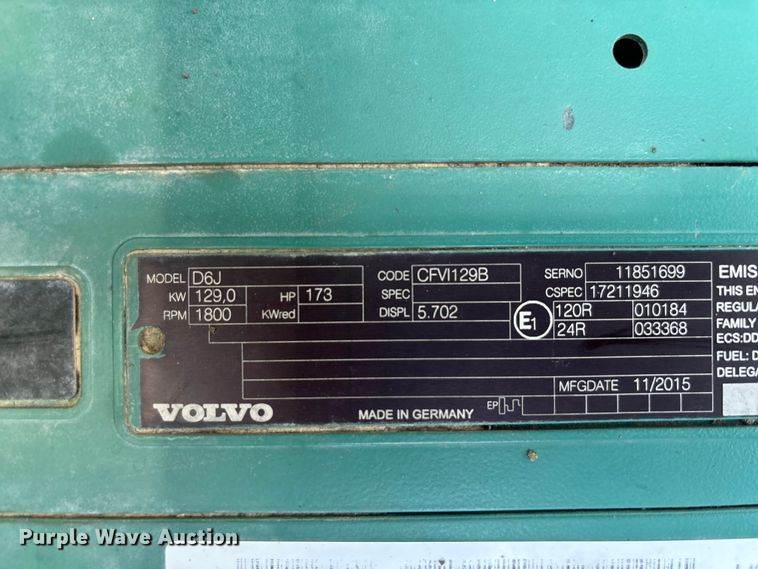 MODEL D6J CODE CFVI129B SERNO 11851699 EMIS
KW 129,0 HP 173 SPEC CSPEC 17211946 THIS EN
RPM 1800 KWred DISPL 5.702 E1 120R 010184 REGULA
24R 033368 FAMILY
ECS:DD
FUEL: D
MFGDATE 11/2015 DELEGA
VOLVO MADE IN GERMANY EP
Purple Wave Auction